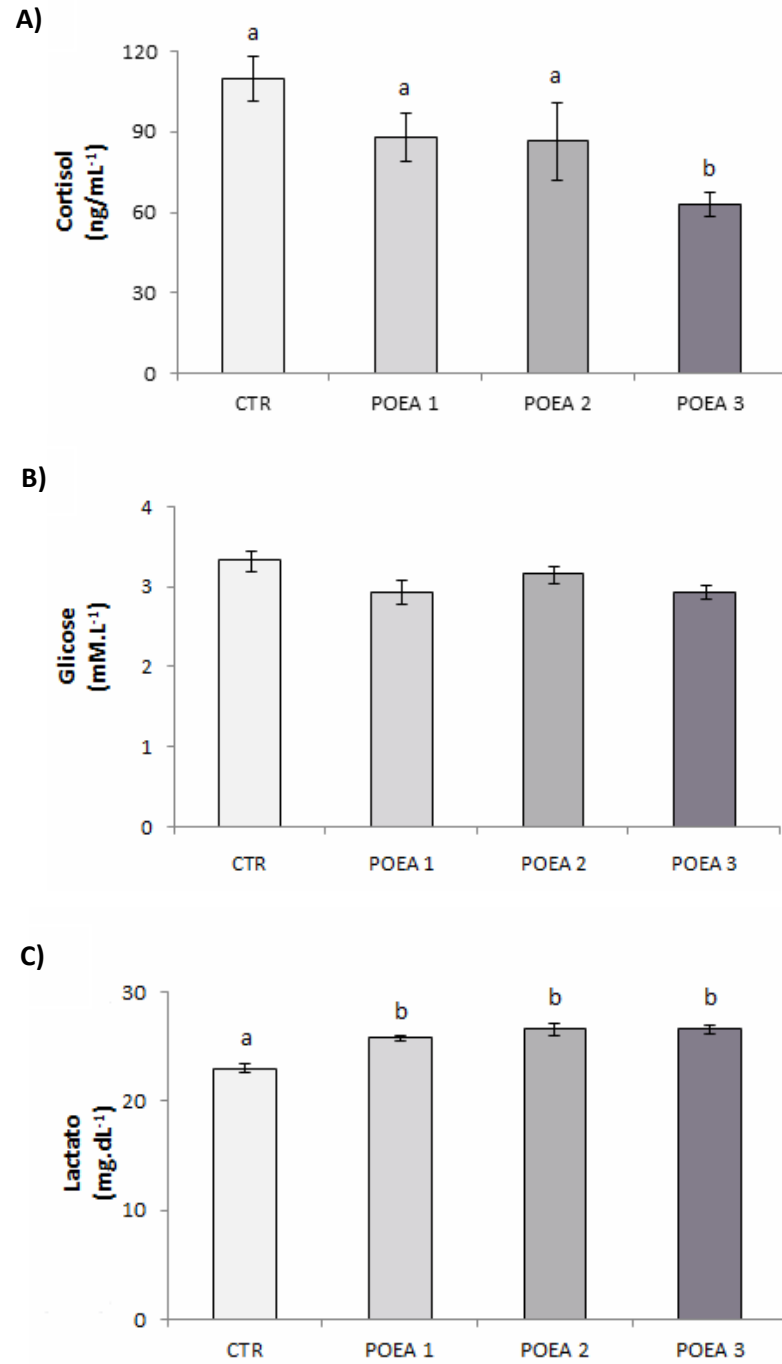 A)
Cortisol
(ng/mL⁻¹)
120
90
60
30
0
a
a
a
b
CTR POEA 1 POEA 2 POEA 3
B)
Glicose
(mM.L⁻¹)
4
3
2
1
0
CTR POEA 1 POEA 2 POEA 3
C)
Lactato
(mg.dL⁻¹)
30
20
10
0
a
b
b
b
CTR POEA 1 POEA 2 POEA 3